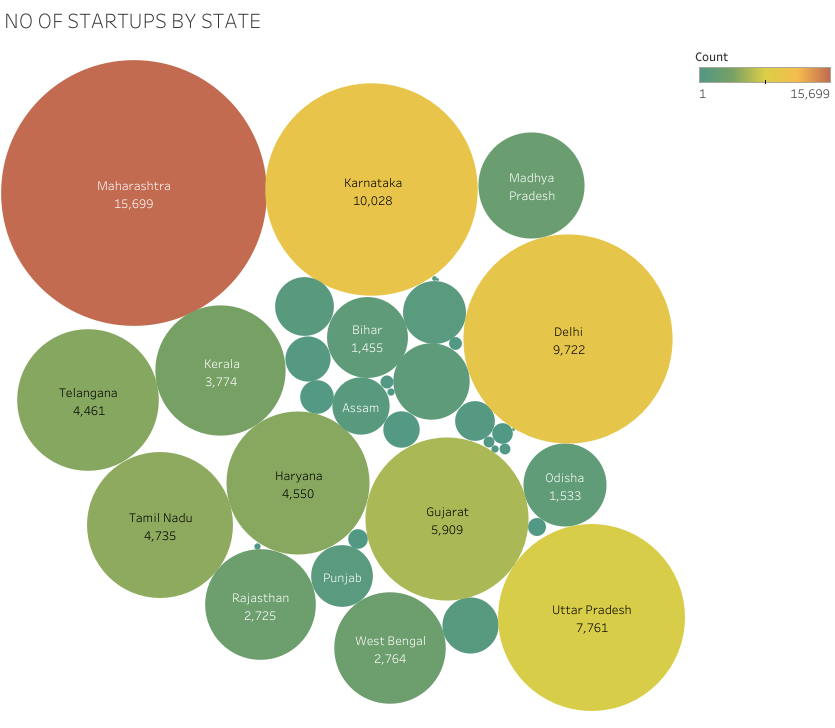 NO OF STARTUPS BY STATE
Count
1
15,699
Maharashtra
15,699
Karnataka
10,028
Madhya
Pradesh
Bihar
1,455
Delhi
9,722
Kerala
3,774
Telangana
4,461
Assam
Haryana
4,550
Odisha
1,533
Gujarat
5,909
Tamil Nadu
4,735
Punjab
Rajasthan
2,725
Uttar Pradesh
7,761
West Bengal
2,764